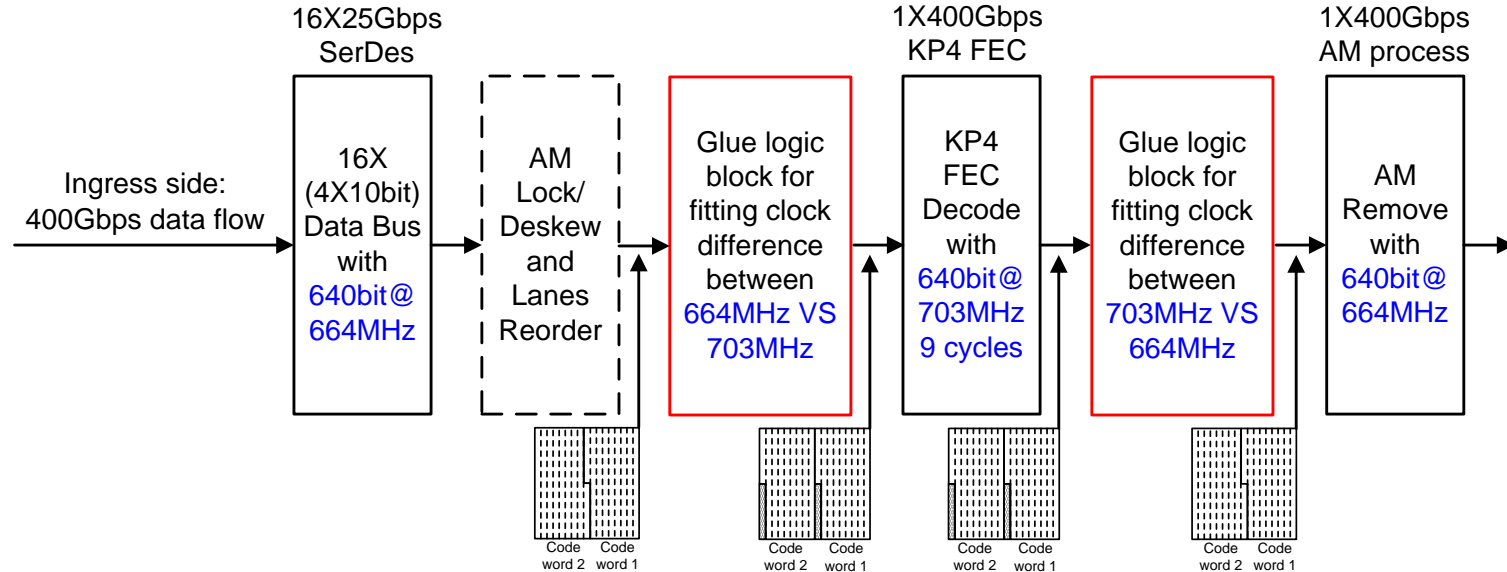 16X25Gbps
SerDes
1X400Gbps
KP4 FEC
1X400Gbps
AM process
Ingress side:
400Gbps data flow
16X
(4X10bit)
Data Bus
with
640bit@
664MHz
AM
Lock/
Deskew
and
Lanes
Reorder
Glue logic
block for
fitting clock
difference
between
664MHz VS
703MHz
KP4
FEC
Decode
with
640bit@
703MHz
9 cycles
Glue logic
block for
fitting clock
difference
between
703MHz VS
664MHz
AM
Remove
with
640bit@
664MHz
Code
word 2
Code
word 1
Code
word 2
Code
word 1
Code
word 2
Code
word 1
Code
word 2
Code
word 1